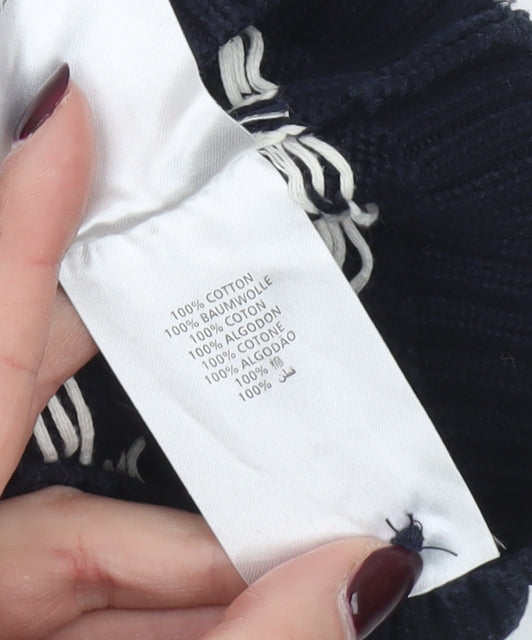 100% COTTON
100% BAUMWOLLE
100% COTON
100% ALGODON
100% COTONE
100% ALGODAO
100% 棉
100% قطن